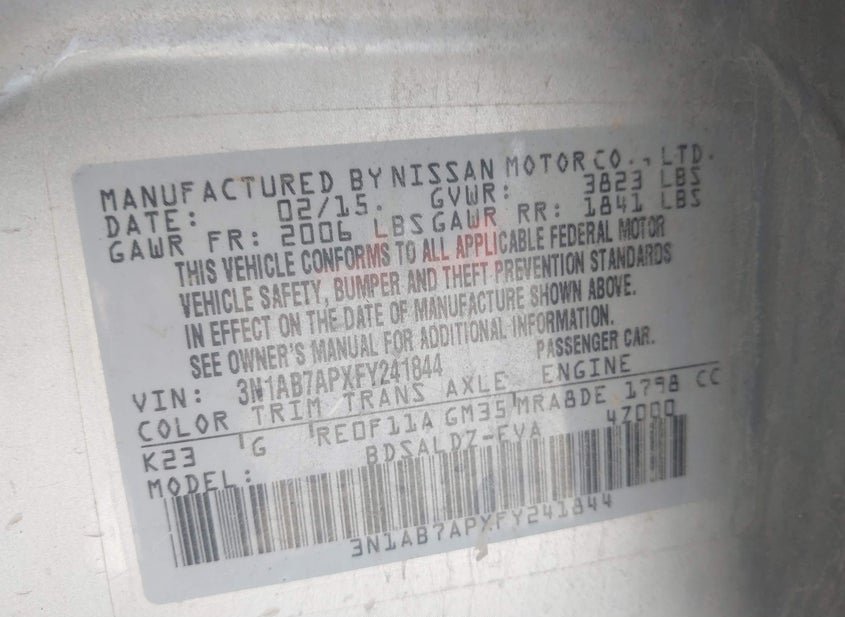 MANUFACTURED BY NISSAN MOTOR CO., LTD.
DATE: 02/15. GVWR: 3823 LBS
GAWR FR: 2006 LBS GAWR RR: 1841 LBS
THIS VEHICLE CONFORMS TO ALL APPLICABLE FEDERAL MOTOR
VEHICLE SAFETY, BUMPER AND THEFT PREVENTION STANDARDS
IN EFFECT ON THE DATE OF MANUFACTURE SHOWN ABOVE.
SEE OWNER'S MANUAL FOR ADDITIONAL INFORMATION.
VIN: 3N1AB7APXFY241844 PASSENGER CAR.
COLOR TRIM TRANS AXLE ENGINE
K23 G RE0F11A GM35 MRA8DE 1798 CC
MODEL: BDSALDZ-EVA 4Z000
3N1AB7APXFY241844